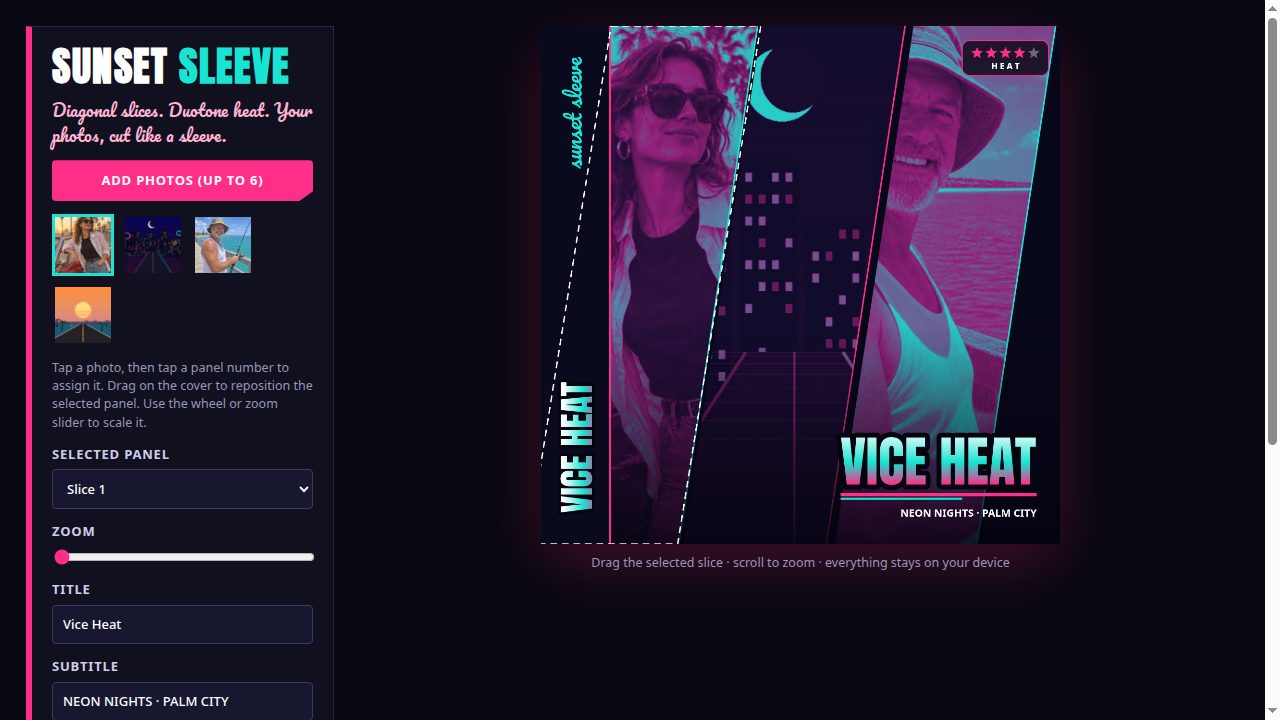 SUNSET SLEEVE
Diagonal slices. Duotone heat. Your
photos, cut like a sleeve.
ADD PHOTOS (UP TO 6)
Tap a photo, then tap a panel number to
assign it. Drag on the cover to reposition the
selected panel. Use the wheel or zoom
slider to scale it.
SELECTED PANEL
Slice 1
ZOOM
TITLE
Vice Heat
SUBTITLE
NEON NIGHTS · PALM CITY
sunset sleeve
VICE HEAT
HEAT
VICE HEAT
NEON NIGHTS · PALM CITY
Drag the selected slice · scroll to zoom · everything stays on your device